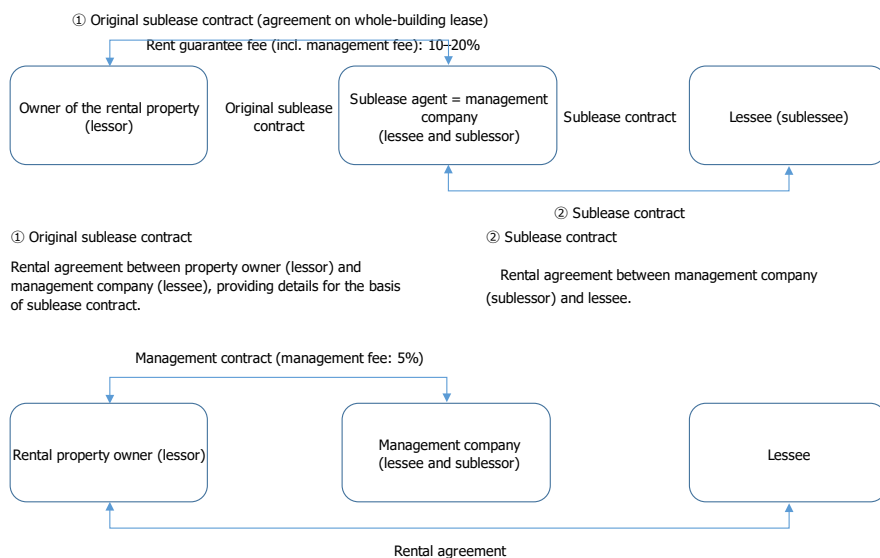 ① Original sublease contract (agreement on whole-building lease)
Rent guarantee fee (incl. management fee): 10–20%
Owner of the rental property
(lessor)
Original sublease
contract
Sublease agent = management
company
(lessee and sublessor)
Sublease contract
Lessee (sublessee)
② Sublease contract
① Original sublease contract
Rental agreement between property owner (lessor) and
management company (lessee), providing details for the basis
of sublease contract.
② Sublease contract
Rental agreement between management company
(sublessor) and lessee.
Management contract (management fee: 5%)
Rental property owner (lessor)
Management company
(lessee and sublessor)
Lessee
Rental agreement